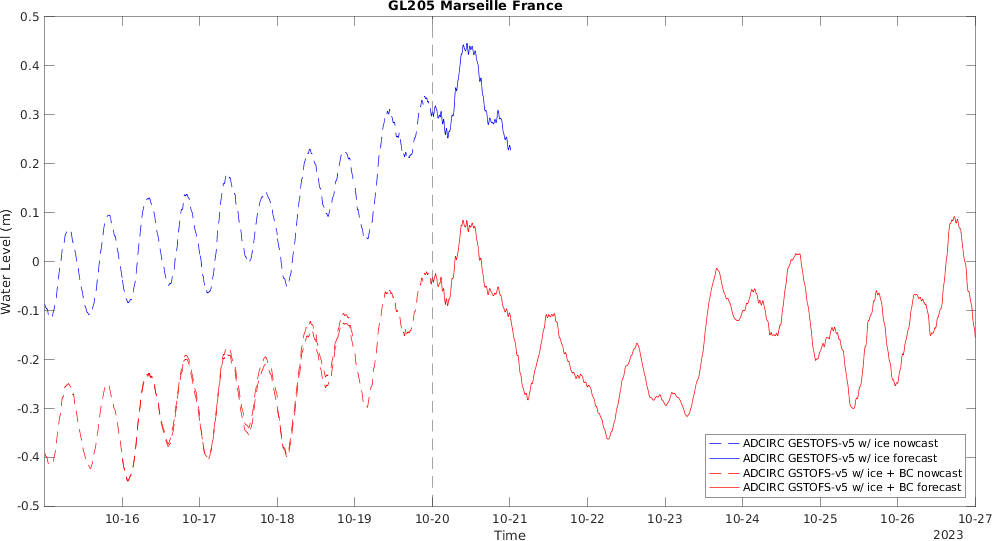 GL205 Marseille France
0.5
0.4
0.3
0.2
0.1
0
-0.1
-0.2
-0.3
-0.4
-0.5
Water Level (m)
ADCIRC GESTOFS-v5 w/ ice nowcast
ADCIRC GESTOFS-v5 w/ ice forecast
ADCIRC GSTOFS-v5 w/ ice + BC nowcast
ADCIRC GSTOFS-v5 w/ ice + BC forecast
10-16 10-17 10-18 10-19 10-20 10-21 10-22 10-23 10-24 10-25 10-26 10-27
Time
2023